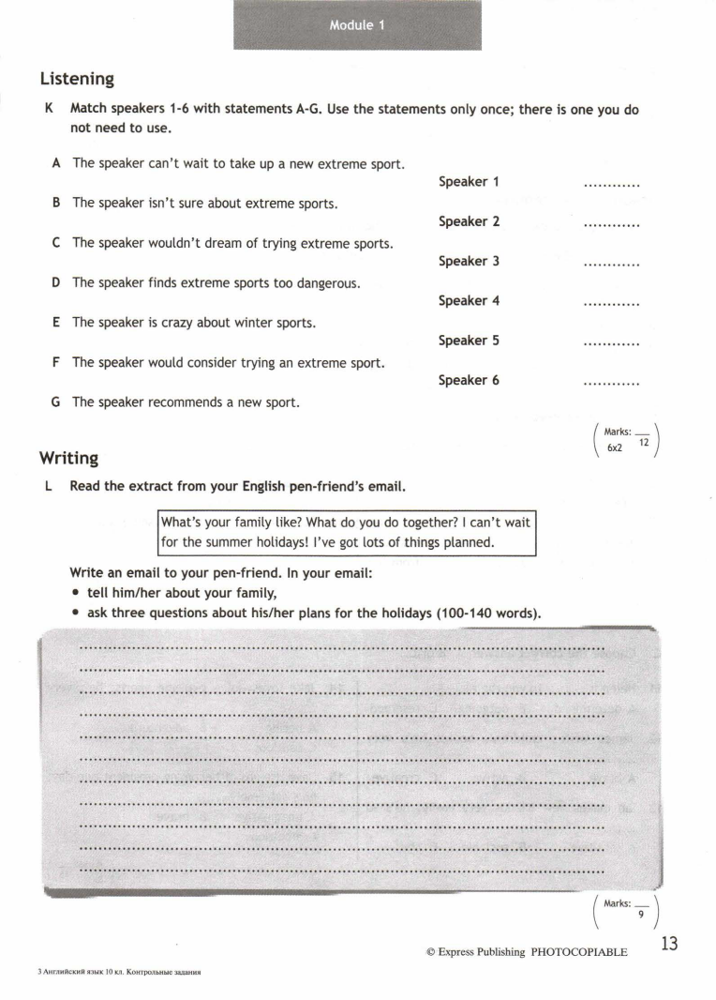 Module 1
Listening
K Match speakers 1-6 with statements A-G. Use the statements only once; there is one you do
not need to use.
A The speaker can't wait to take up a new extreme sport.
Speaker 1 ............
B The speaker isn't sure about extreme sports.
Speaker 2 ............
C The speaker wouldn't dream of trying extreme sports.
Speaker 3 ............
D The speaker finds extreme sports too dangerous.
Speaker 4 ............
E The speaker is crazy about winter sports.
Speaker 5 ............
F The speaker would consider trying an extreme sport.
Speaker 6 ............
G The speaker recommends a new sport.
Marks: __
6x2 12
Writing
L Read the extract from your English pen-friend's email.
What's your family like? What do you do together? I can't wait
for the summer holidays! I've got lots of things planned.
Write an email to your pen-friend. In your email:
• tell him/her about your family,
• ask three questions about his/her plans for the holidays (100-140 words).
Marks: __
9
© Express Publishing PHOTOCOPIABLE 13
3 Английский язык 10 кл. Контрольные задания